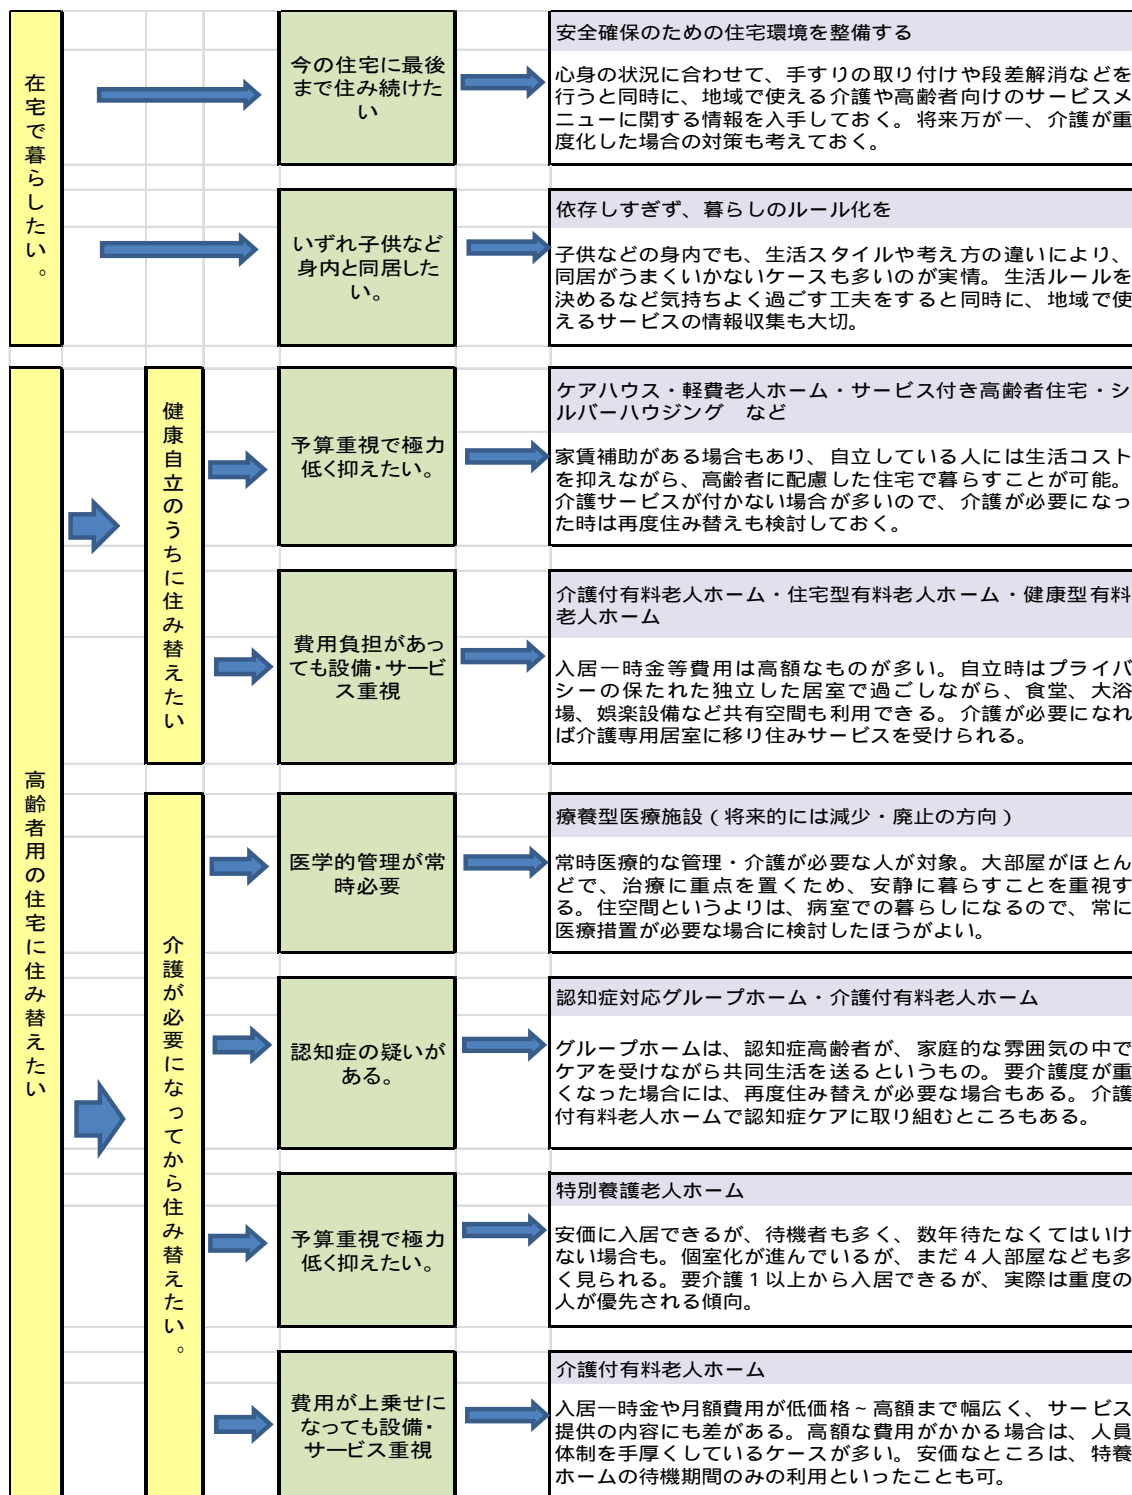 在宅で暮らしたい。
今の住宅に最後
まで住み続けた
い
安全確保のための住宅環境を整備する
心身の状況に合わせて、手すりの取り付けや段差解消などを
行うと同時に、地域で使える介護や高齢者向けのサービスメ
ニューに関する情報を入手しておく。将来万が一、介護が重
度化した場合の対策も考えておく。
いずれ子供など
身内と同居した
い。
依存しすぎず、暮らしのルール化を
子供などの身内でも、生活スタイルや考え方の違いにより、
同居がうまくいかないケースも多いのが実情。生活ルールを
決めるなど気持ちよく過ごす工夫をすると同時に、地域で使
えるサービスの情報収集も大切。
高齢者用の住宅に住み替えたい
健康自立のうちに住み替えたい
予算重視で極力
低く抑えたい。
ケアハウス・軽費老人ホーム・サービス付き高齢者住宅・シ
ルバーハウジング　など
家賃補助がある場合もあり、自立している人には生活コスト
を抑えながら、高齢者に配慮した住宅で暮らすことが可能。
介護サービスが付かない場合が多いので、介護が必要になっ
た時は再度住み替えも検討しておく。
費用負担があっ
ても設備・サービ
ス重視
介護付有料老人ホーム・住宅型有料老人ホーム・健康型有料
老人ホーム
入居一時金等費用は高額なものが多い。自立時はプライバ
シーの保たれた独立した居室で過ごしながら、食堂、大浴
場、娯楽設備など共有空間も利用できる。介護が必要になれ
ば介護専用居室に移り住みサービスを受けられる。
介護が必要になってから住み替えたい。
医学的管理が常
時必要
療養型医療施設（将来的には減少・廃止の方向）
常時医療的な管理・介護が必要な人が対象。大部屋がほとん
どで、治療に重点を置くため、安静に暮らすことを重視す
る。住空間というよりは、病室での暮らしになるので、常に
医療措置が必要な場合に検討したほうがよい。
認知症の疑いが
ある。
認知症対応グループホーム・介護付有料老人ホーム
グループホームは、認知症高齢者が、家庭的な雰囲気の中で
ケアを受けながら共同生活を送るというもの。要介護度が重
くなった場合には、再度住み替えが必要な場合もある。介護
付有料老人ホームで認知症ケアに取り組むところもある。
予算重視で極力
低く抑えたい。
特別養護老人ホーム
安価に入居できるが、待機者も多く、数年待たなくてはいけ
ない場合も。個室化が進んでいるが、まだ４人部屋なども多
く見られる。要介護１以上から入居できるが、実際は重度の
人が優先される傾向。
費用が上乗せに
なっても設備・
サービス重視
介護付有料老人ホーム
入居一時金や月額費用が低価格～高額まで幅広く、サービス
提供の内容にも差がある。高額な費用がかかる場合は、人員
体制を手厚くしているケースが多い。安価なところは、特養
ホームの待機期間のみの利用といったことも可。